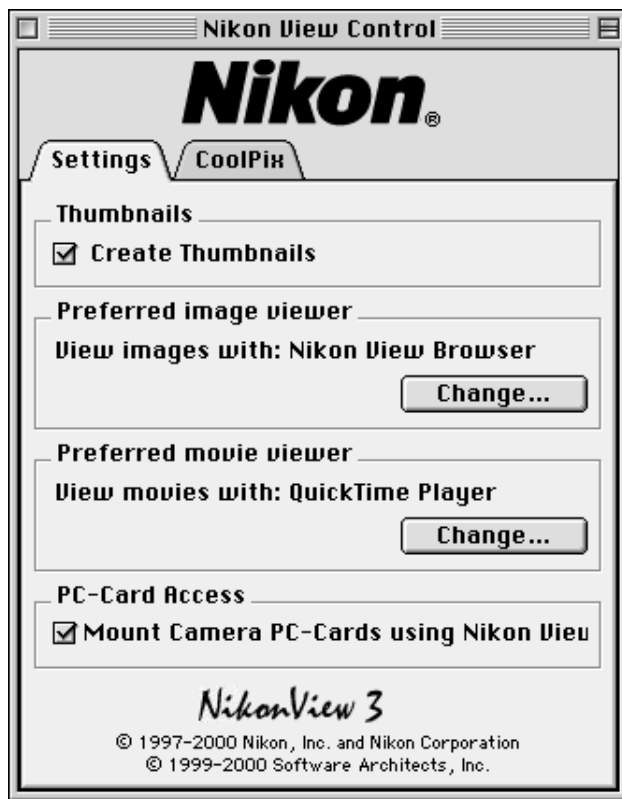 Nikon View Control
Nikon®
Settings CoolPix
Thumbnails
Create Thumbnails
Preferred image viewer
View images with: Nikon View Browser
Change...
Preferred movie viewer
View movies with: QuickTime Player
Change...
PC-Card Access
Mount Camera PC-Cards using Nikon View
NikonView 3
© 1997-2000 Nikon, Inc. and Nikon Corporation
© 1999-2000 Software Architects, Inc.